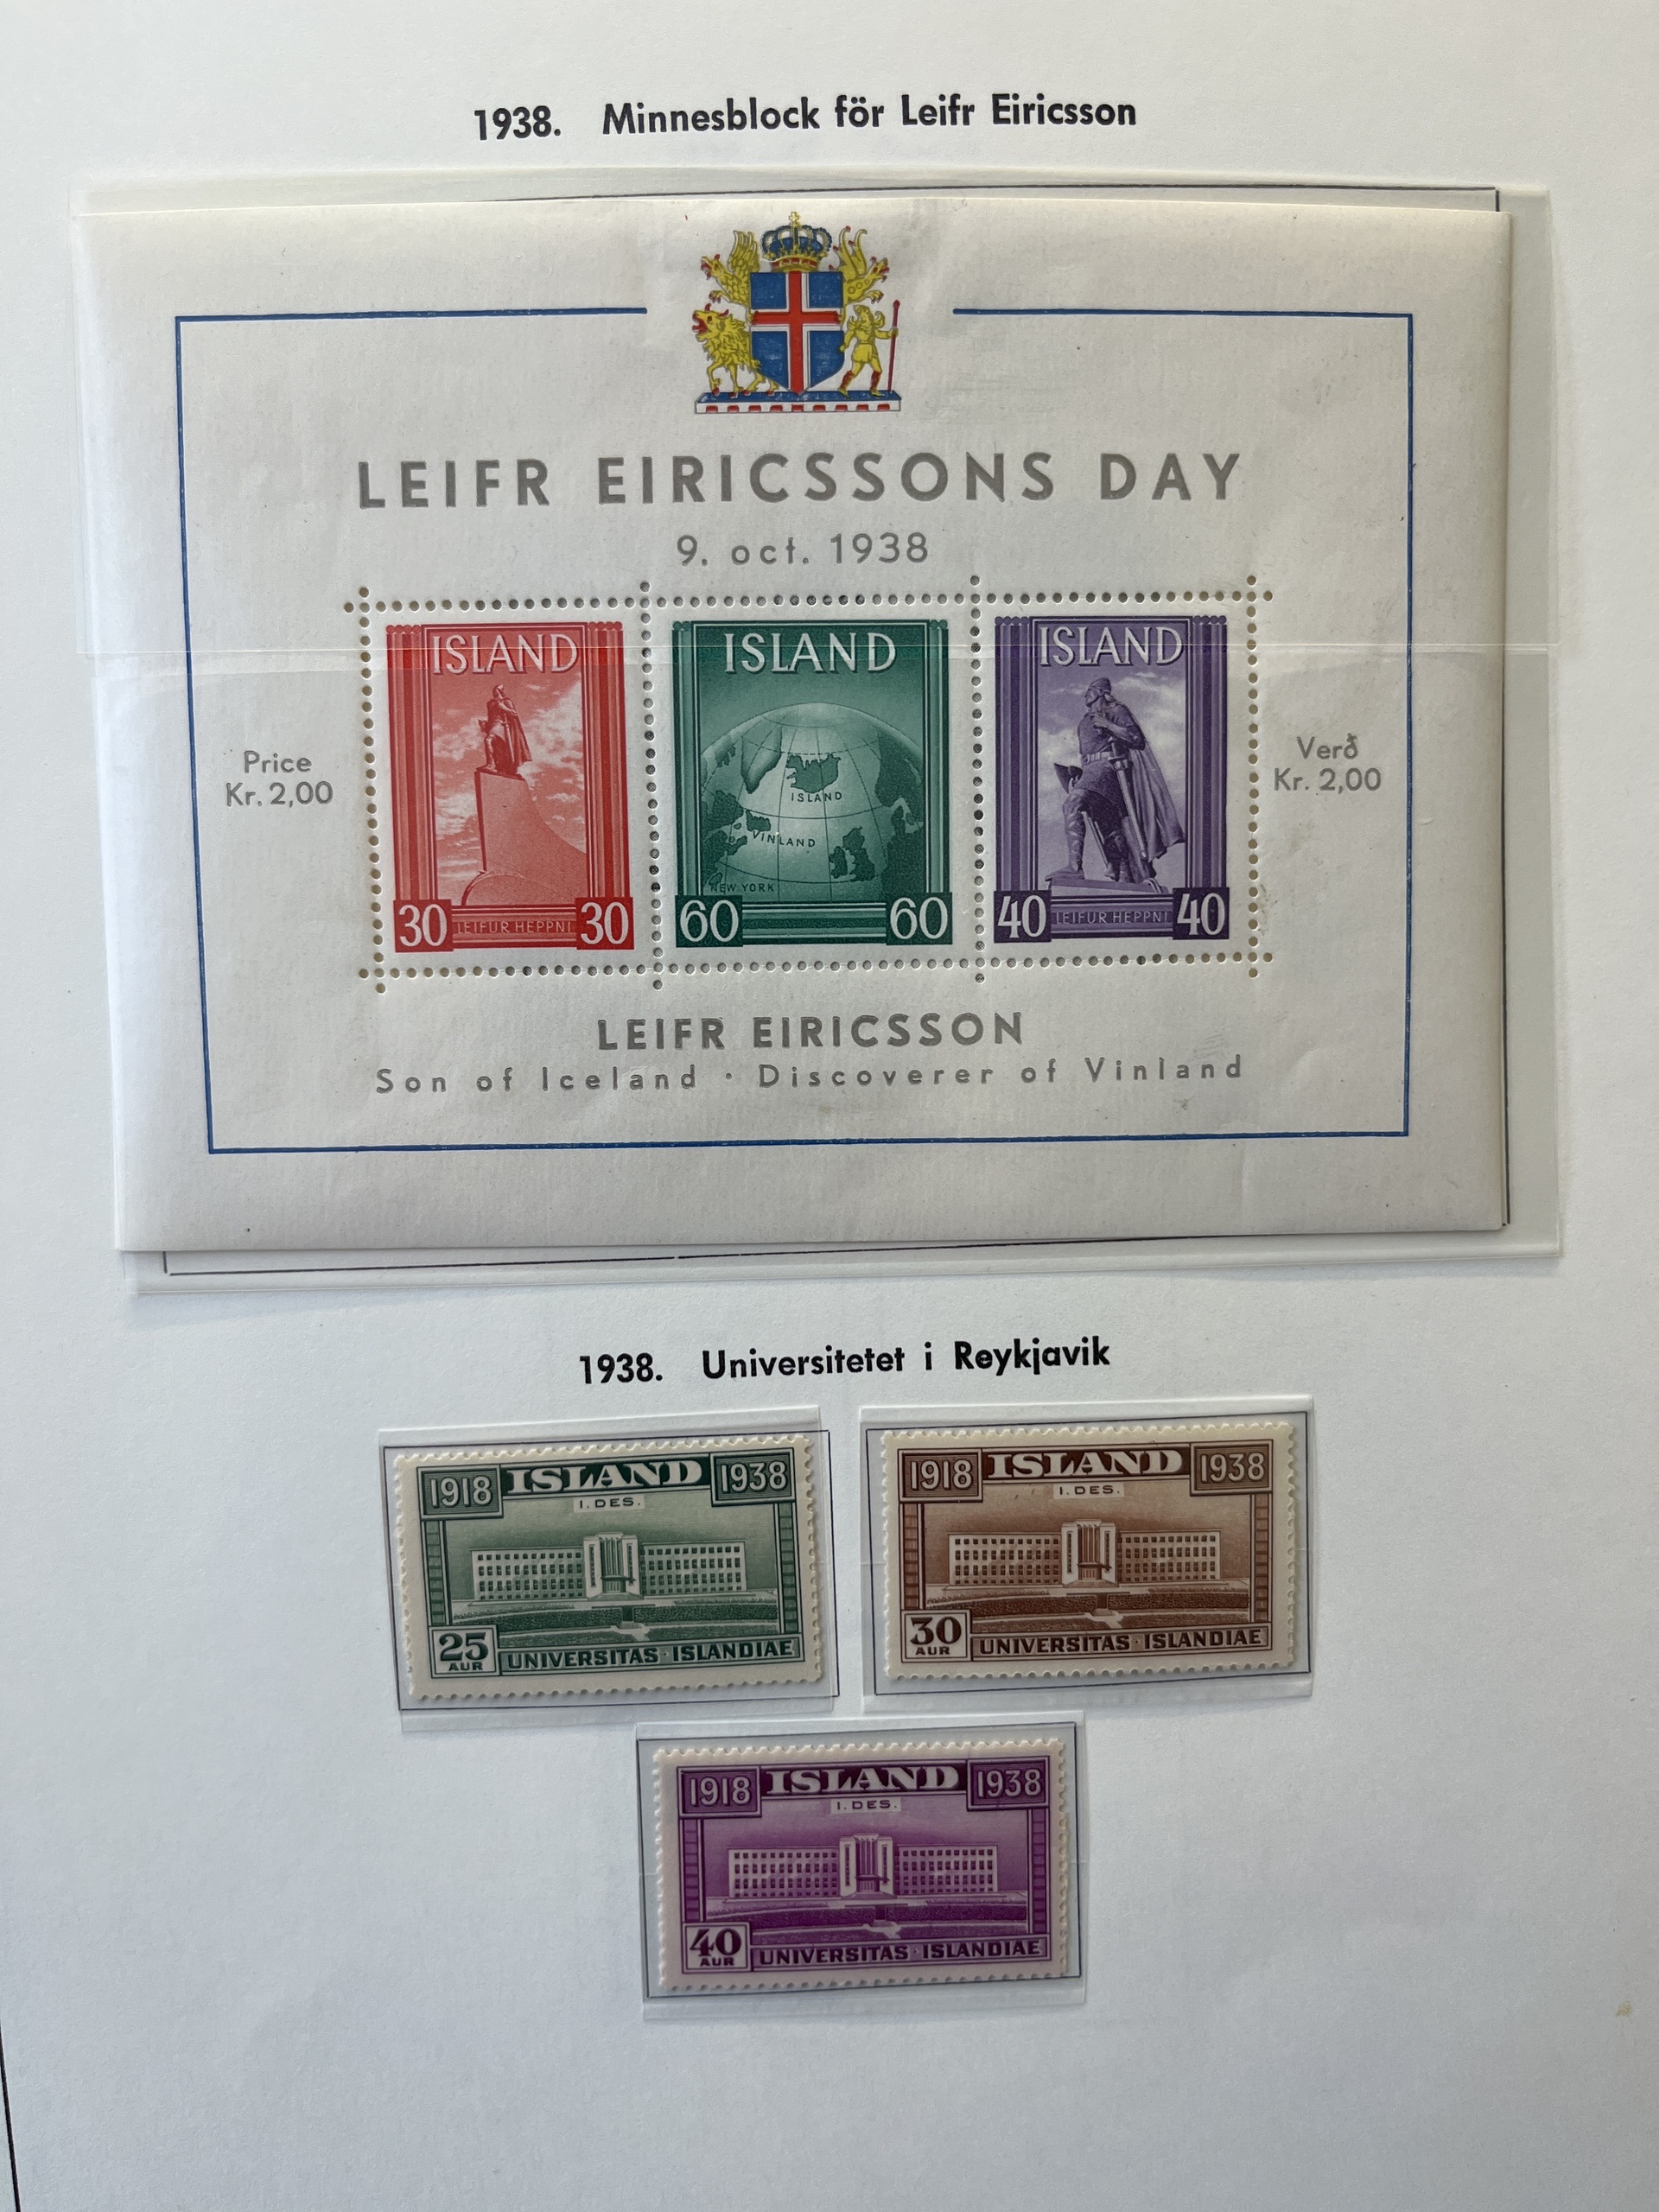 1938. Minnesblock för Leifr Eiricsson
LEIFR EIRICSSONS DAY
9. oct. 1938
Price
Kr. 2,00
ISLAND
30 LEIFUR HEPPNI 30
ISLAND
ISLAND
VINLAND
NEW YORK
60 60
ISLAND
40 LEIFUR HEPPNI 40
Verð
Kr. 2,00
LEIFR EIRICSSON
Son of Iceland · Discoverer of Vinland
1938. Universitetet i Reykjavik
1918 ISLAND 1938
1. DES.
25
AUR
UNIVERSITAS · ISLANDIAE
1918 ISLAND 1938
1. DES.
30
AUR
UNIVERSITAS · ISLANDIAE
1918 ISLAND 1938
1. DES.
40
AUR
UNIVERSITAS · ISLANDIAE